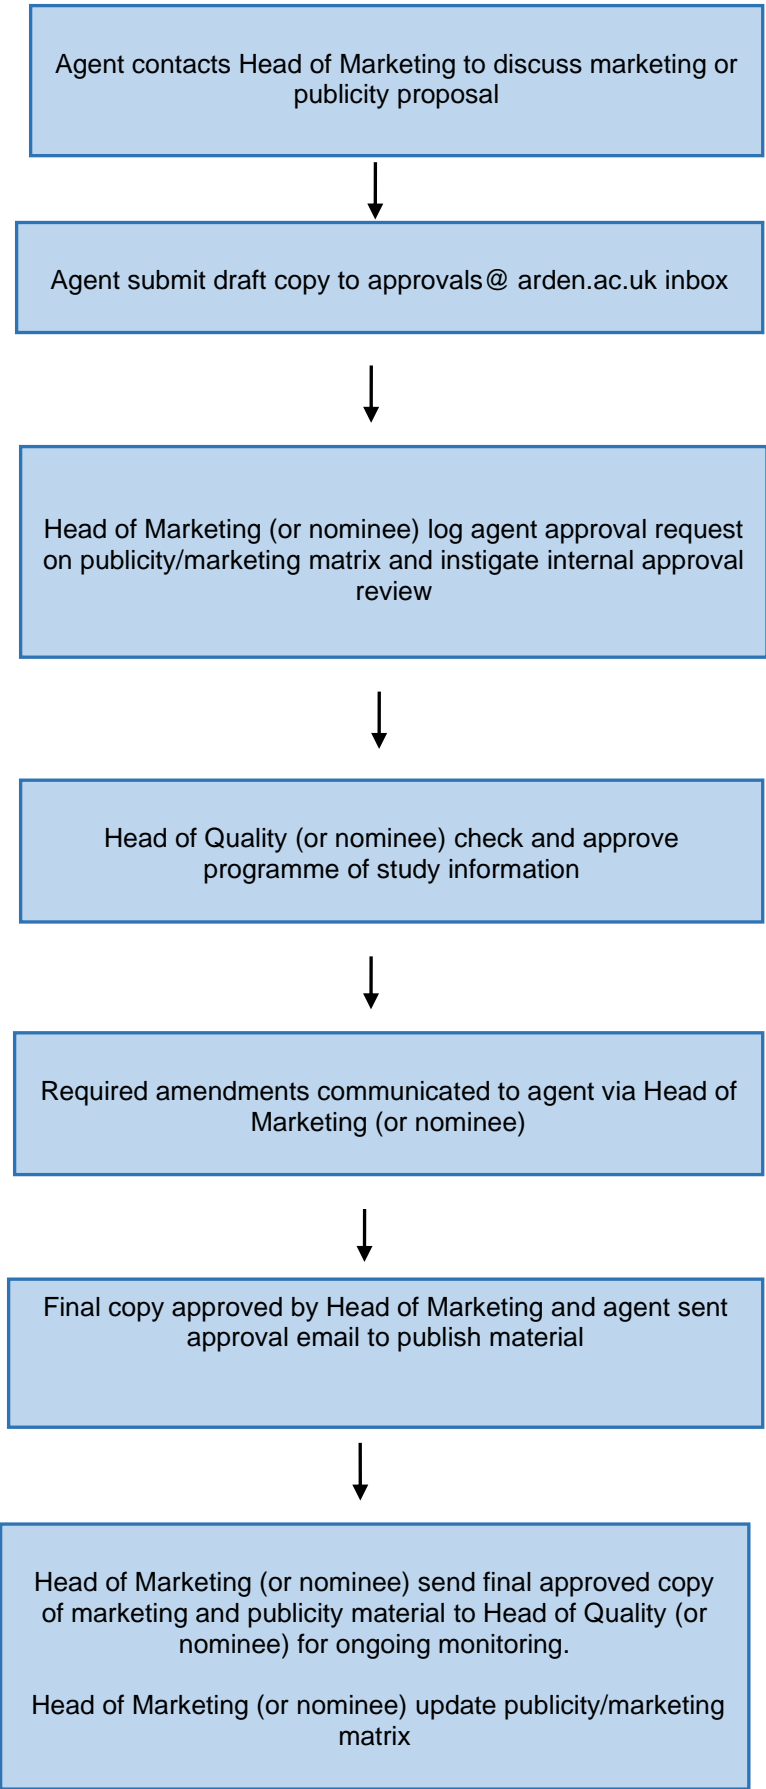 Agent contacts Head of Marketing to discuss marketing or
publicity proposal
Agent submit draft copy to approvals@ arden.ac.uk inbox
Head of Marketing (or nominee) log agent approval request
on publicity/marketing matrix and instigate internal approval
review
Head of Quality (or nominee) check and approve
programme of study information
Required amendments communicated to agent via Head of
Marketing (or nominee)
Final copy approved by Head of Marketing and agent sent
approval email to publish material
Head of Marketing (or nominee) send final approved copy
of marketing and publicity material to Head of Quality (or
nominee) for ongoing monitoring.
Head of Marketing (or nominee) update publicity/marketing
matrix